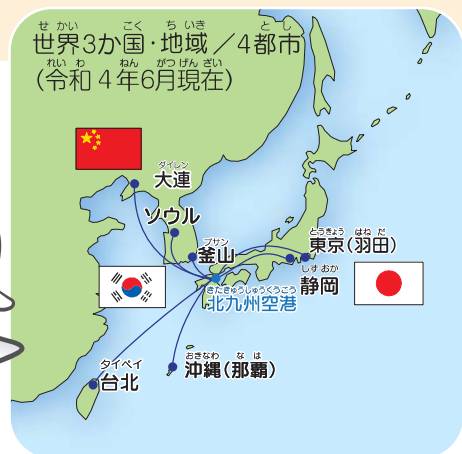 せかい こく ちいき とし
世界3か国・地域／4都市
れいわ ねん がつげんざい
(令和4年6月現在)
ダイレン
大連
ソウル
プサン
釜山
とうきょう はねだ
東京(羽田)
しずおか
静岡
きたきゅうしゅうくうこう
北九州空港
おきなわ なは
沖縄(那覇)
タイペイ
台北